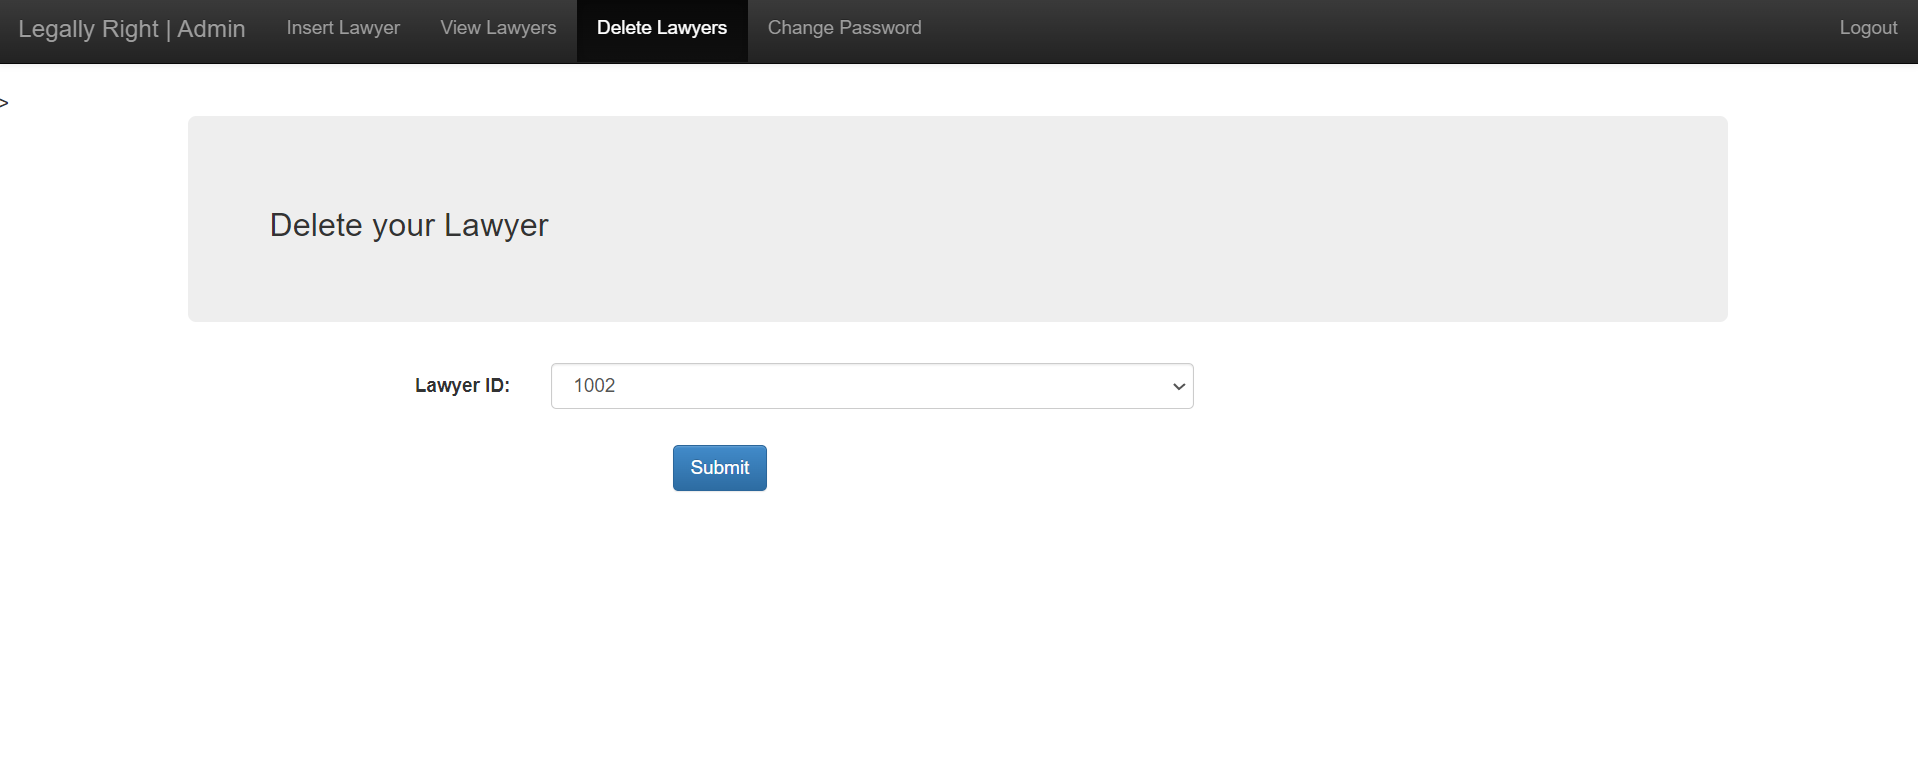 Legally Right | Admin Insert Lawyer View Lawyers Delete Lawyers Change Password Logout
>
Delete your Lawyer
Lawyer ID: 1002
Submit